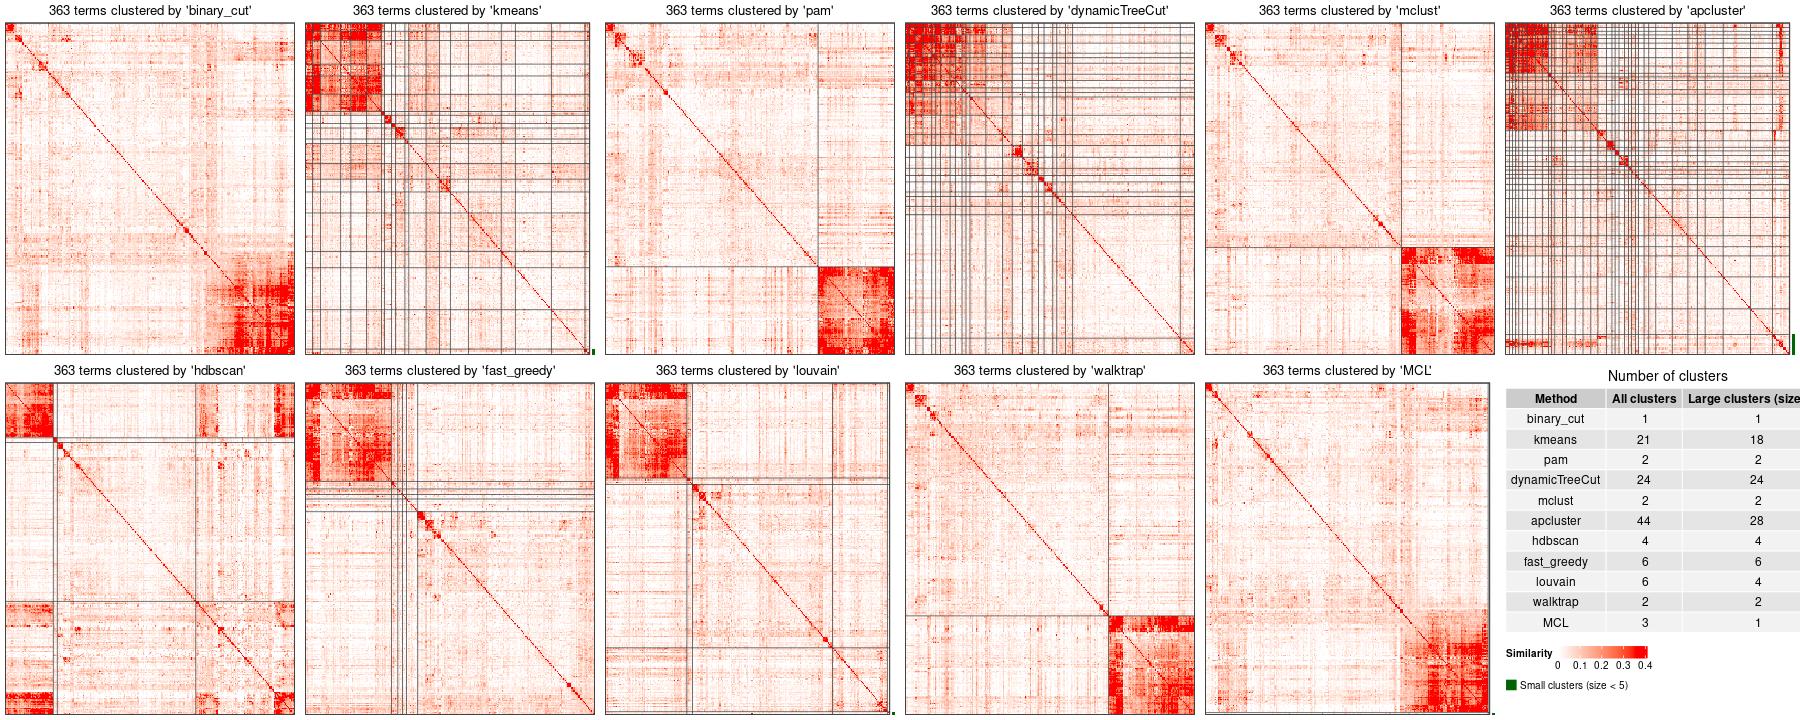 363 terms clustered by 'binary_cut'
363 terms clustered by 'kmeans'
363 terms clustered by 'pam'
363 terms clustered by 'dynamicTreeCut'
363 terms clustered by 'mclust'
363 terms clustered by 'apcluster'
363 terms clustered by 'hdbscan'
363 terms clustered by 'fast_greedy'
363 terms clustered by 'louvain'
363 terms clustered by 'walktrap'
363 terms clustered by 'MCL'
Number of clusters
Method All clusters Large clusters (size
binary_cut 1 1
kmeans 21 18
pam 2 2
dynamicTreeCut 24 24
mclust 2 2
apcluster 44 28
hdbscan 4 4
fast_greedy 6 6
louvain 6 4
walktrap 2 2
MCL 3 1
Similarity
0 0.1 0.2 0.3 0.4
Small clusters (size < 5)